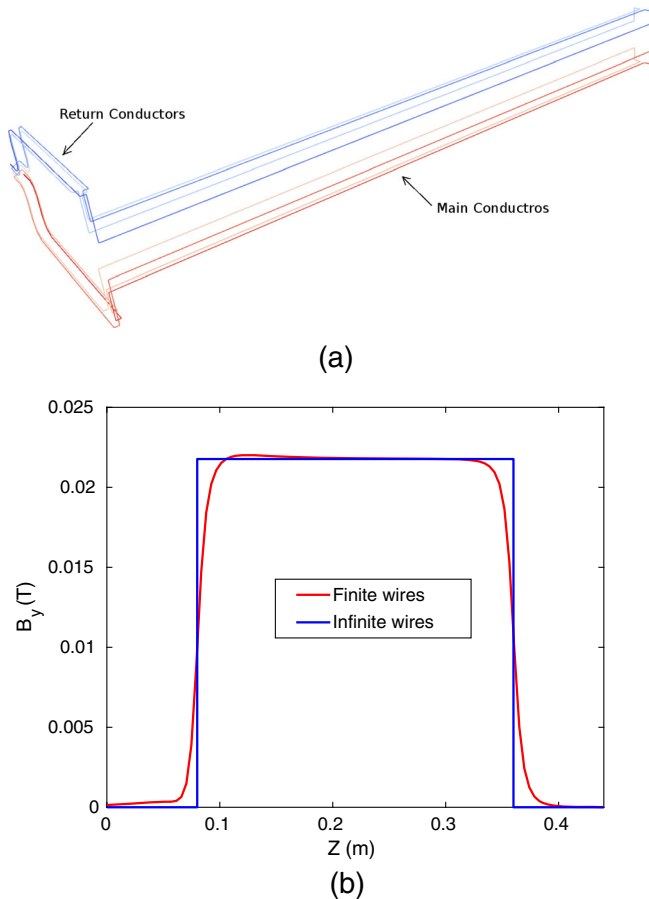 Return Conductors
Main Conductros
(a)
0.025
0.02
0.015
0.01
0.005
0
B_y (T)
Finite wires
Infinite wires
0 0.1 0.2 0.3 0.4
Z (m)
(b)